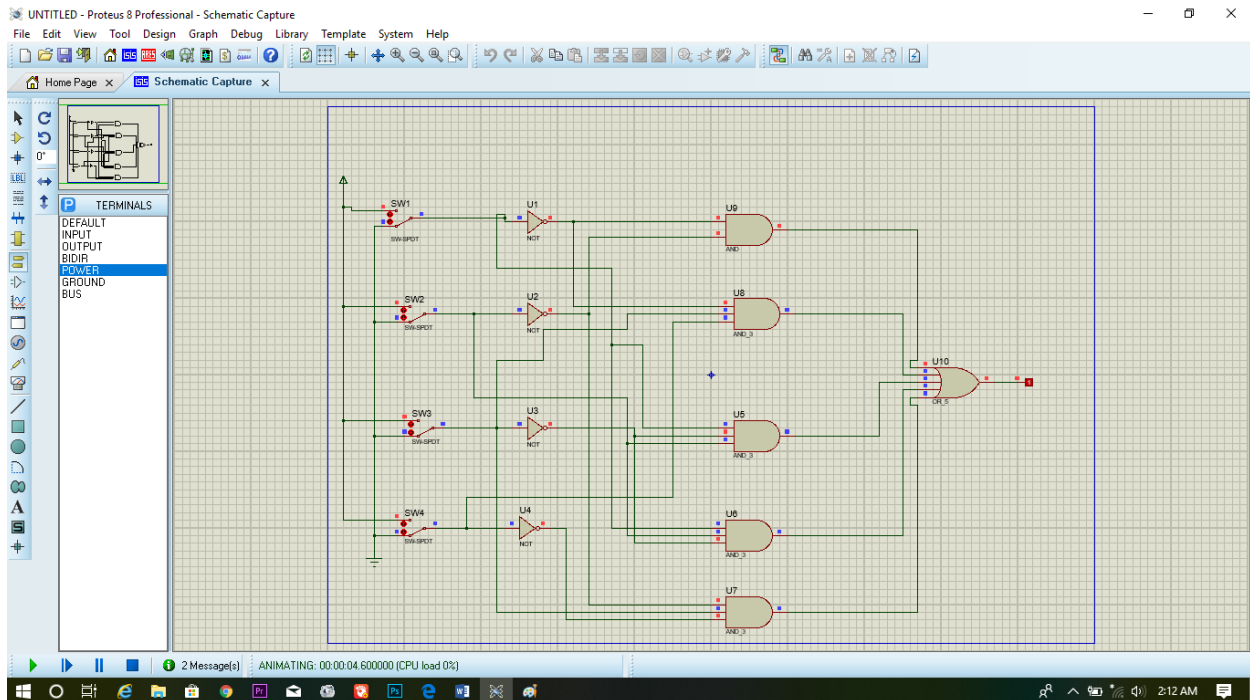 UNTITLED - Proteus 8 Professional - Schematic Capture
File Edit View Tool Design Graph Debug Library Template System Help
Home Page
Schematic Capture
0°
LBL
P TERMINALS
DEFAULT
INPUT
OUTPUT
BIDIR
POWER
GROUND
BUS
A
S
SW1
SW-SPDT
U1
NOT
U9
AND
SW2
SW-SPDT
U2
NOT
U8
AND_3
U10
OR_5
SW3
SW-SPDT
U3
NOT
U5
AND_3
SW4
SW-SPDT
U4
NOT
U6
AND_3
U7
AND_3
2 Message(s)
ANIMATING: 00:00:04.600000 (CPU load 0%)
Pr
Ps
2:12 AM